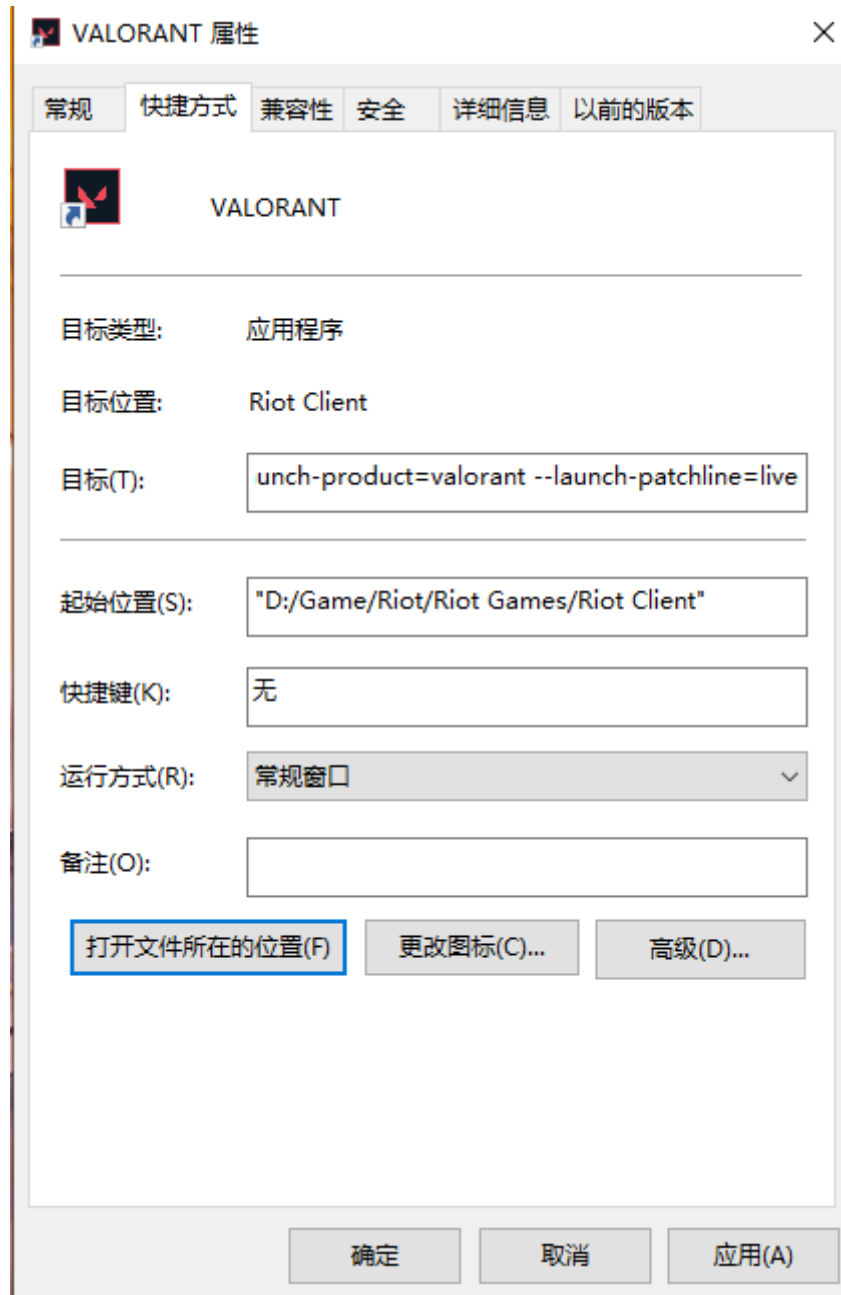 VALORANT 属性
常规 快捷方式 兼容性 安全 详细信息 以前的版本
VALORANT
目标类型: 应用程序
目标位置: Riot Client
目标(T): unch-product=valorant --launch-patchline=live
起始位置(S): "D:/Game/Riot/Riot Games/Riot Client"
快捷键(K): 无
运行方式(R): 常规窗口
备注(O):
打开文件所在的位置(F) 更改图标(C)... 高级(D)...
确定 取消 应用(A)